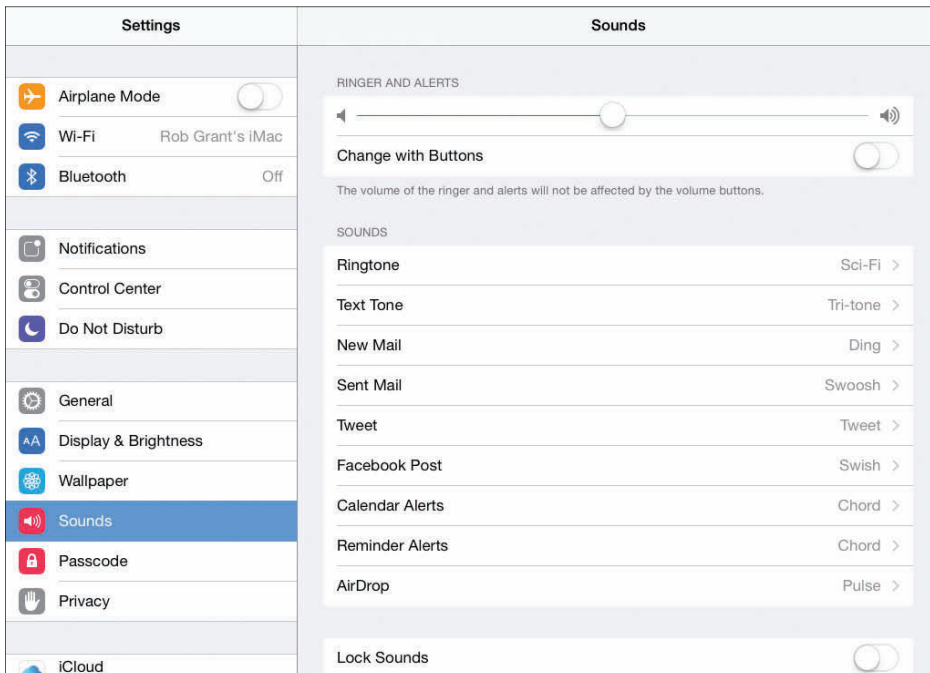 Settings
Airplane Mode
Wi-Fi Rob Grant's iMac
Bluetooth Off
Notifications
Control Center
Do Not Disturb
General
AA Display & Brightness
Wallpaper
Sounds
Passcode
Privacy
iCloud
Sounds
RINGER AND ALERTS
Change with Buttons
The volume of the ringer and alerts will not be affected by the volume buttons.
SOUNDS
Ringtone Sci-Fi >
Text Tone Tri-tone >
New Mail Ding >
Sent Mail Swoosh >
Tweet Tweet >
Facebook Post Swish >
Calendar Alerts Chord >
Reminder Alerts Chord >
AirDrop Pulse >
Lock Sounds